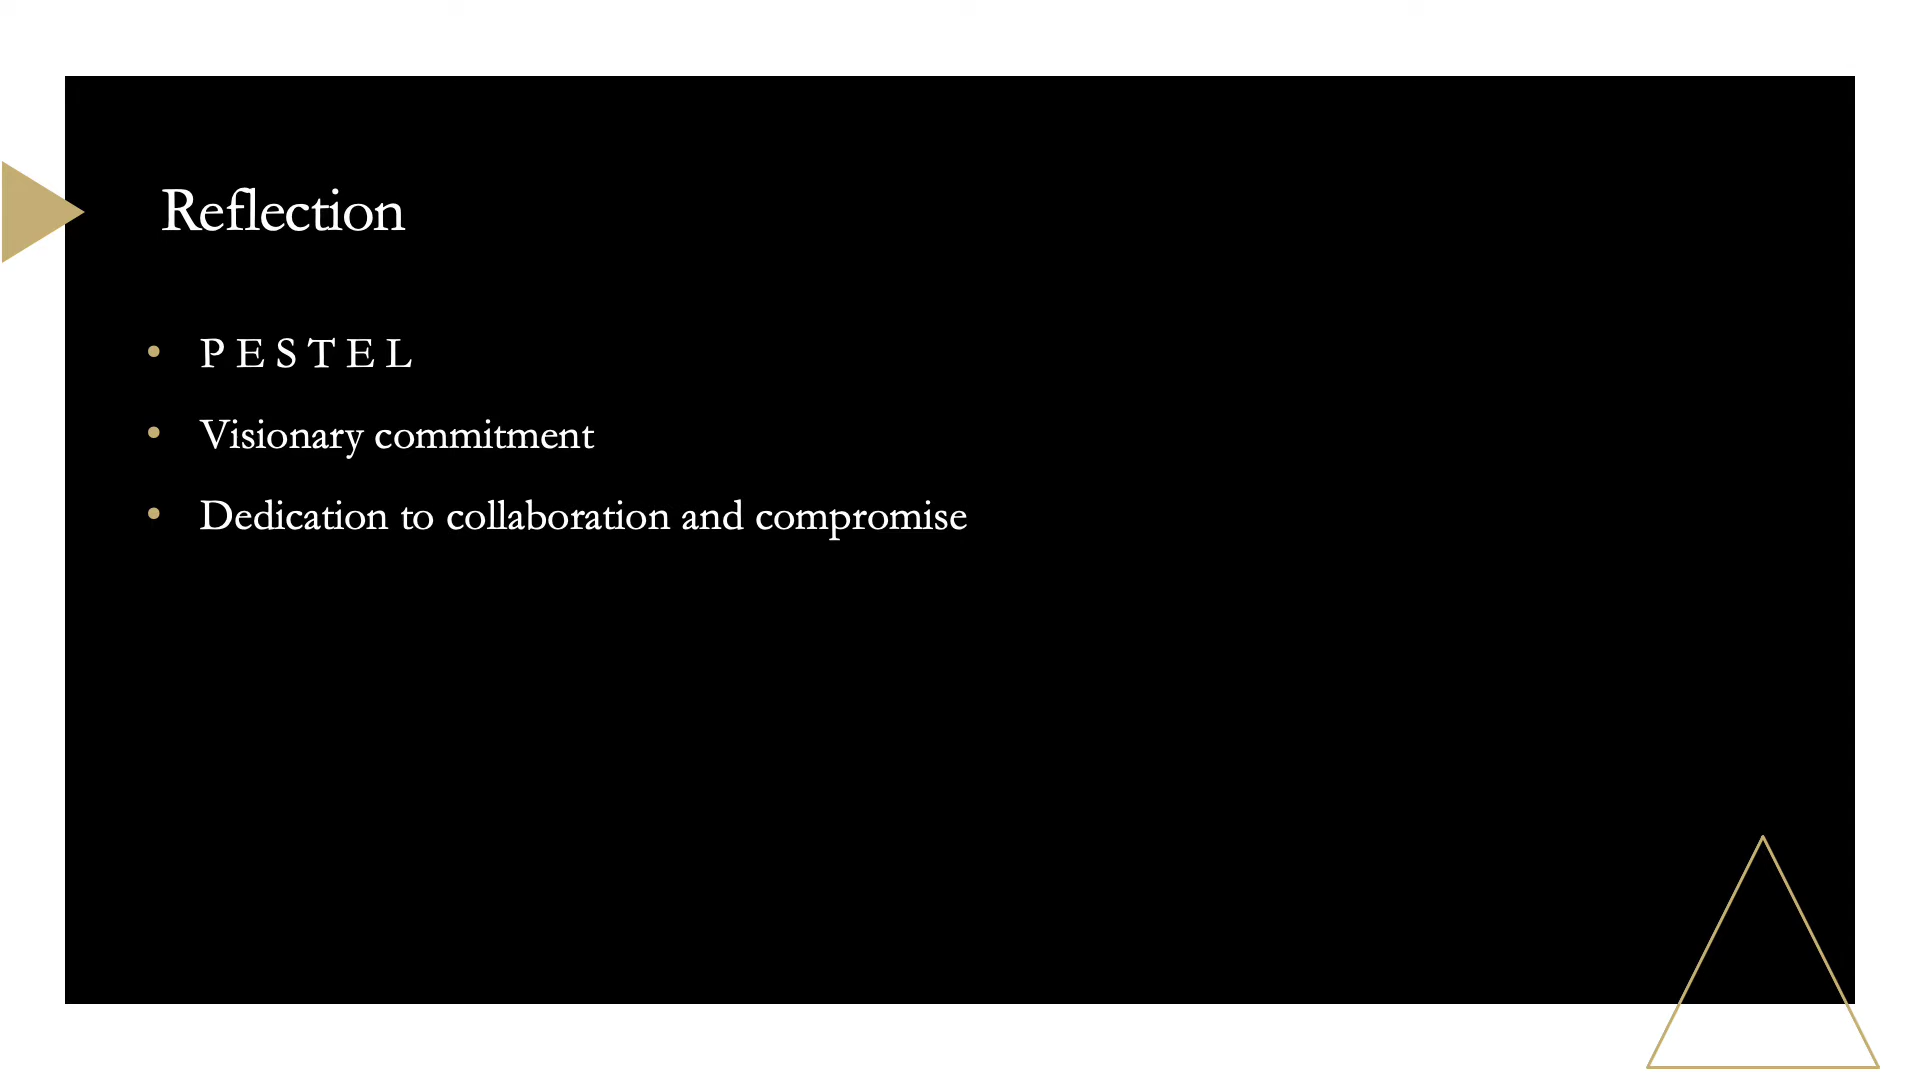 Reflection
• P E S T E L
• Visionary commitment
• Dedication to collaboration and compromise